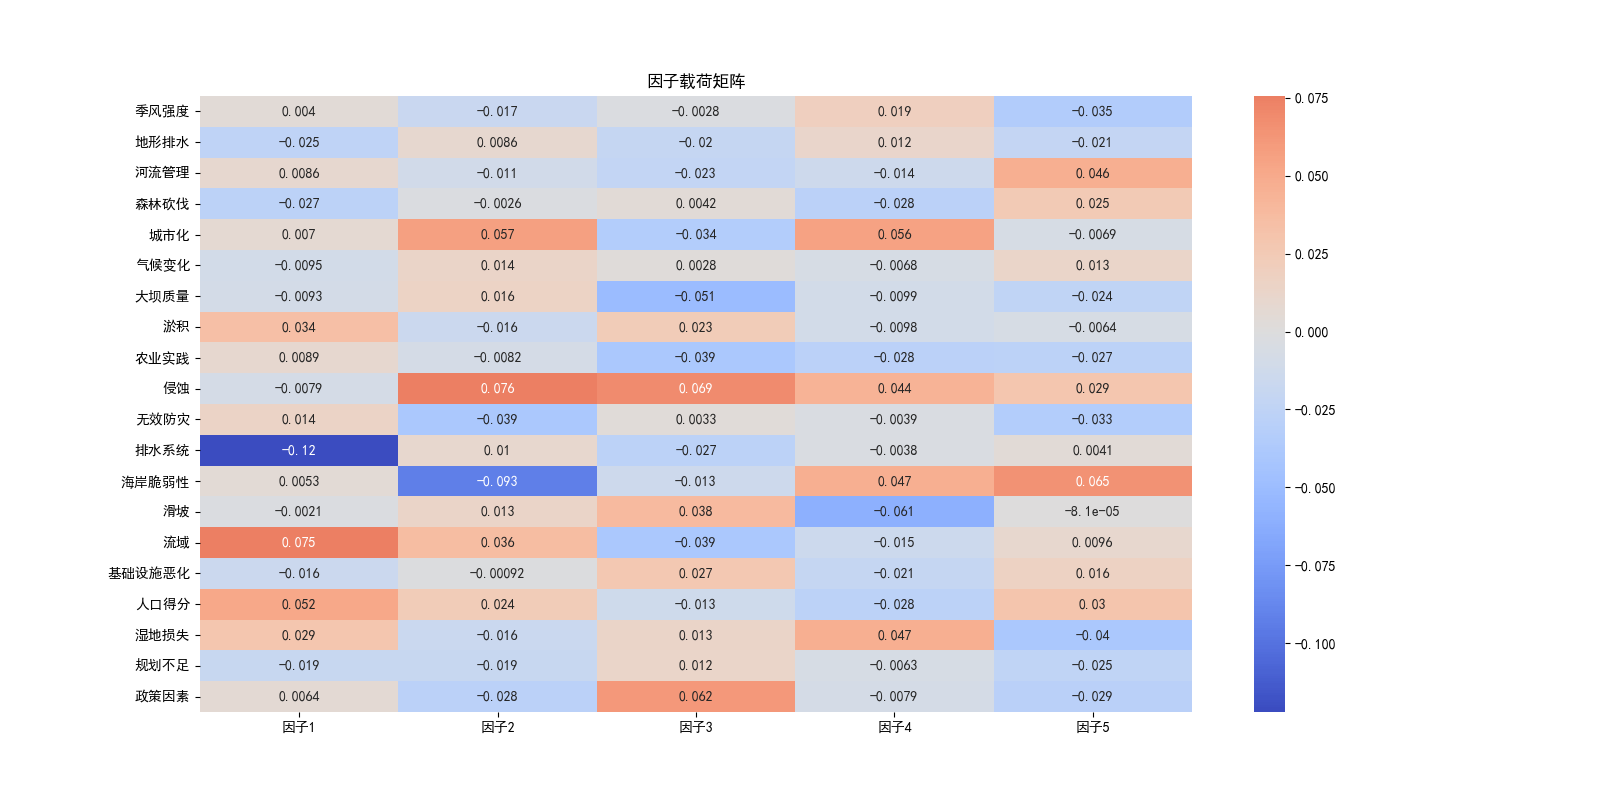 因子载荷矩阵
季风强度 0.004 -0.017 -0.0028 0.019 -0.035
地形排水 -0.025 0.0086 -0.02 0.012 -0.021
河流管理 0.0086 -0.011 -0.023 -0.014 0.046
森林砍伐 -0.027 -0.0026 0.0042 -0.028 0.025
城市化 0.007 0.057 -0.034 0.056 -0.0069
气候变化 -0.0095 0.014 0.0028 -0.0068 0.013
大坝质量 -0.0093 0.016 -0.051 -0.0099 -0.024
淤积 0.034 -0.016 0.023 -0.0098 -0.0064
农业实践 0.0089 -0.0082 -0.039 -0.028 -0.027
侵蚀 -0.0079 0.076 0.069 0.044 0.029
无效防灾 0.014 -0.039 0.0033 -0.0039 -0.033
排水系统 -0.12 0.01 -0.027 -0.0038 0.0041
海岸脆弱性 0.0053 -0.093 -0.013 0.047 0.065
滑坡 -0.0021 0.013 0.038 -0.061 -8.1e-05
流域 0.075 0.036 -0.039 -0.015 0.0096
基础设施恶化 -0.016 -0.00092 0.027 -0.021 0.016
人口得分 0.052 0.024 -0.013 -0.028 0.03
湿地损失 0.029 -0.016 0.013 0.047 -0.04
规划不足 -0.019 -0.019 0.012 -0.0063 -0.025
政策因素 0.0064 -0.028 0.062 -0.0079 -0.029
因子1 因子2 因子3 因子4 因子5
0.075
0.050
0.025
0.000
-0.025
-0.050
-0.075
-0.100